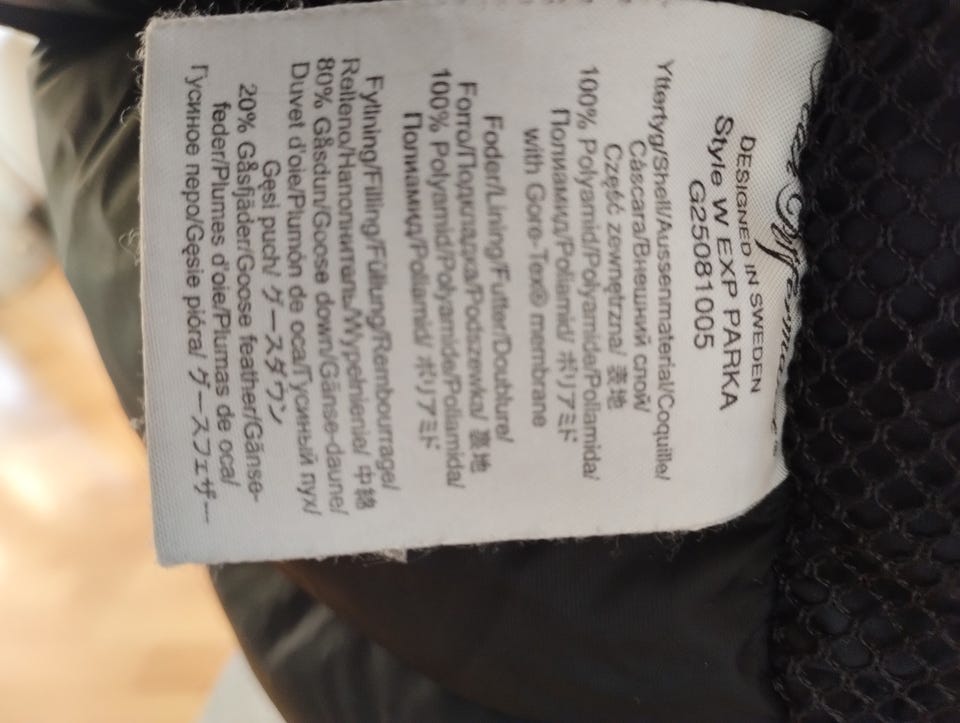 DESIGNED IN SWEDEN
Style W EXP PARKA
G25081005
Yttertyg/Shell/Aussenmaterial/Coquille/
Cáscara/Внешний слой/
Część zewnętrzna/ 表地
100% Polyamid/Polyamide/Poliamida/
Полиамид/Poliamid/ ポリアミド
with Gore-Tex® membrane
Foder/Lining/Futter/Doublure/
Forro/Подкладка/Podszewka/ 裏地
100% Polyamid/Polyamide/Poliamida/
Полиамид/Poliamid/ ポリアミド
Fyllning/Filling/Füllung/Rembourrage/
Relleno/Наполнитель/Wypełnienie/ 中綿
80% Gåsdun/Goose down/Gänse-daune/
Duvet d'oie/Plumón de oca/Гусиный пух/
Gęsi puch/ グースダウン
20% Gåsfjäder/Goose feather/Gänse-
feder/Plumes d'oie/Plumas de oca/
Гусиное перо/Gęsie pióra/ グースフェザー